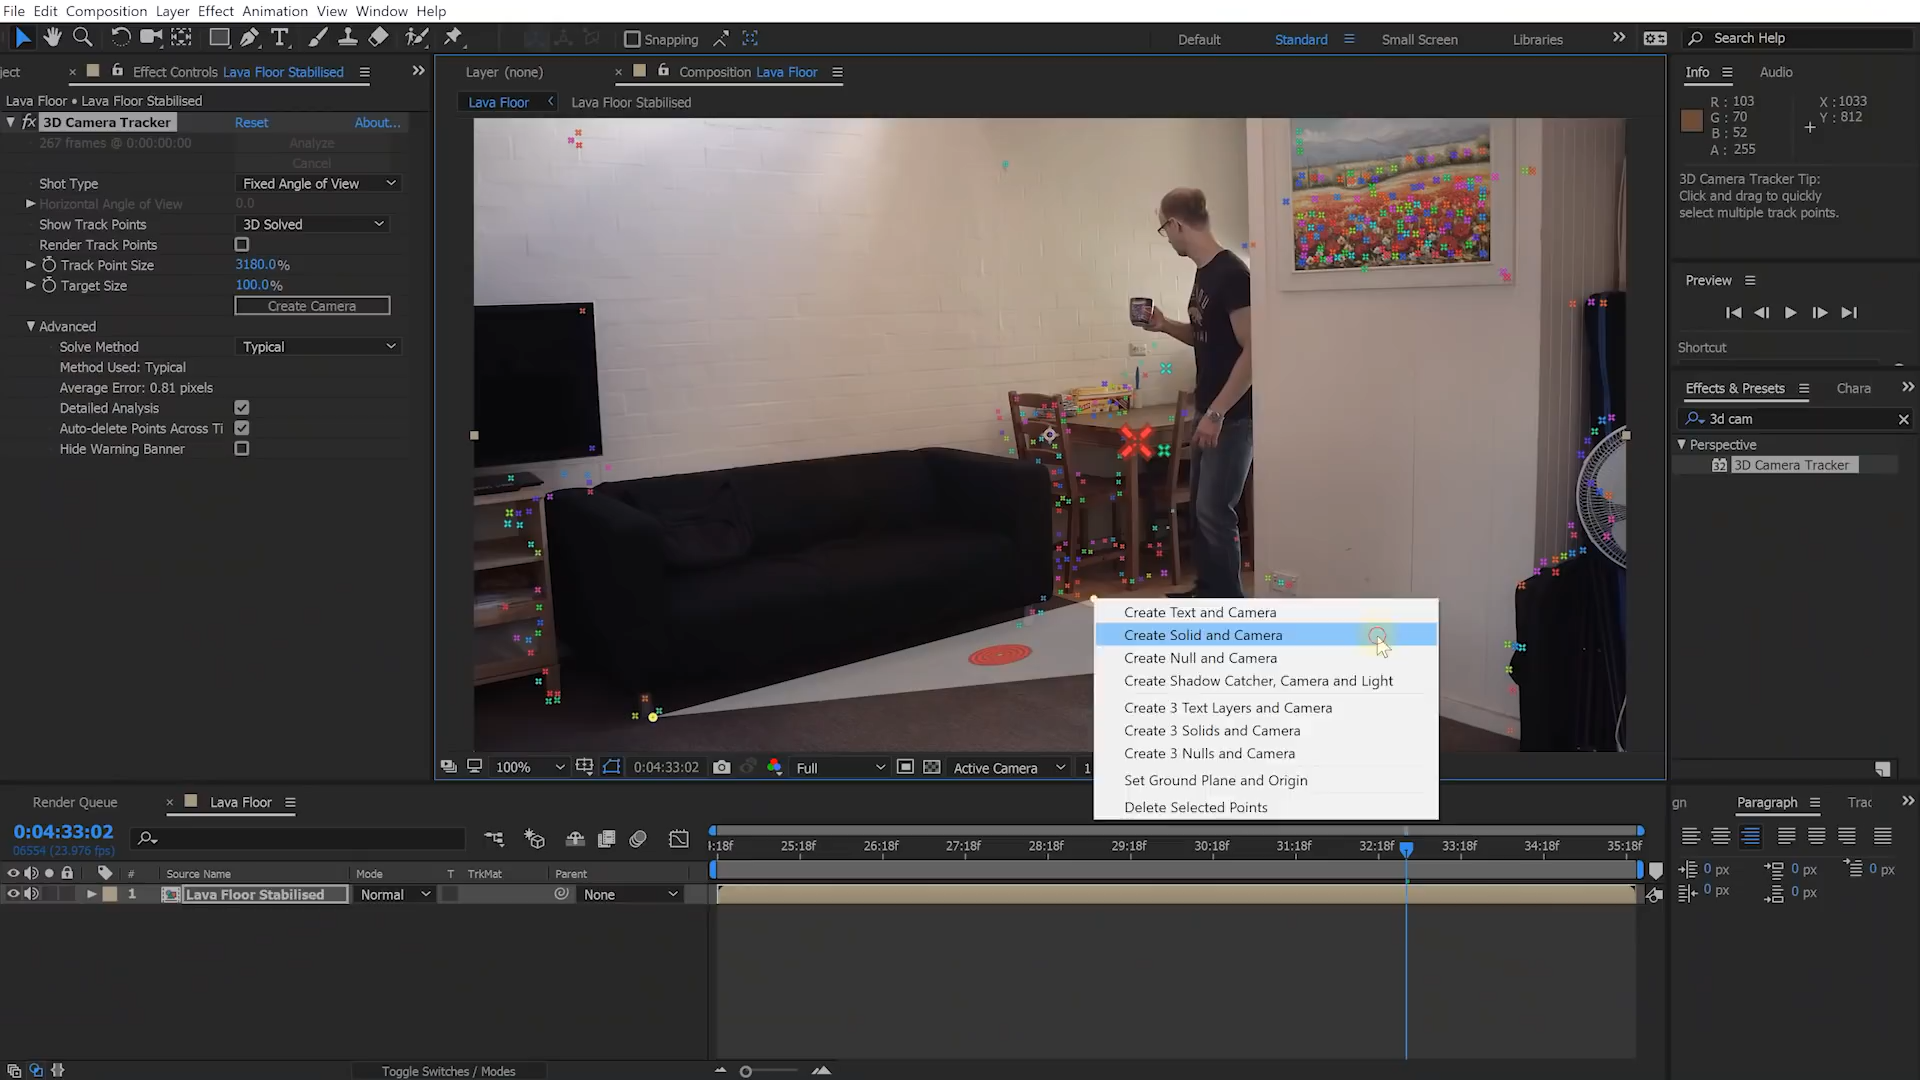 File Edit Composition Layer Effect Animation View Window Help
Snapping Default Standard Small Screen Libraries Search Help
ject Effect Controls Lava Floor Stabilised
Layer (none) Composition Lava Floor
Info Audio
Lava Floor • Lava Floor Stabilised
Lava Floor Lava Floor Stabilised
R : 103 X : 1033
G : 70 Y : 812
B : 52
A : 255
fx 3D Camera Tracker Reset About...
267 frames @ 0:00:00:00 Analyze
Cancel
Shot Type Fixed Angle of View
Horizontal Angle of View 0.0
Show Track Points 3D Solved
Render Track Points
Track Point Size 3180.0%
Target Size 100.0%
Create Camera
Advanced
Solve Method Typical
Method Used: Typical
Average Error: 0.81 pixels
Detailed Analysis
Auto-delete Points Across Ti
Hide Warning Banner
3D Camera Tracker Tip:
Click and drag to quickly
select multiple track points.
Preview
Shortcut
Effects & Presets Chara
3d cam
Perspective
32 3D Camera Tracker
Create Text and Camera
Create Solid and Camera
Create Null and Camera
Create Shadow Catcher, Camera and Light
Create 3 Text Layers and Camera
Create 3 Solids and Camera
Create 3 Nulls and Camera
Set Ground Plane and Origin
Delete Selected Points
100% 0:04:33:02 Full Active Camera 1
Render Queue Lava Floor
0:04:33:02
06554 (23.976 fps)
:18f 25:18f 26:18f 27:18f 28:18f 29:18f 30:18f 31:18f 32:18f 33:18f 34:18f 35:18f
# Source Name Mode T TrkMat Parent
1 Lava Floor Stabilised Normal None
Toggle Switches / Modes
gn Paragraph Trac
0 px 0 px 0 px
0 px 0 px